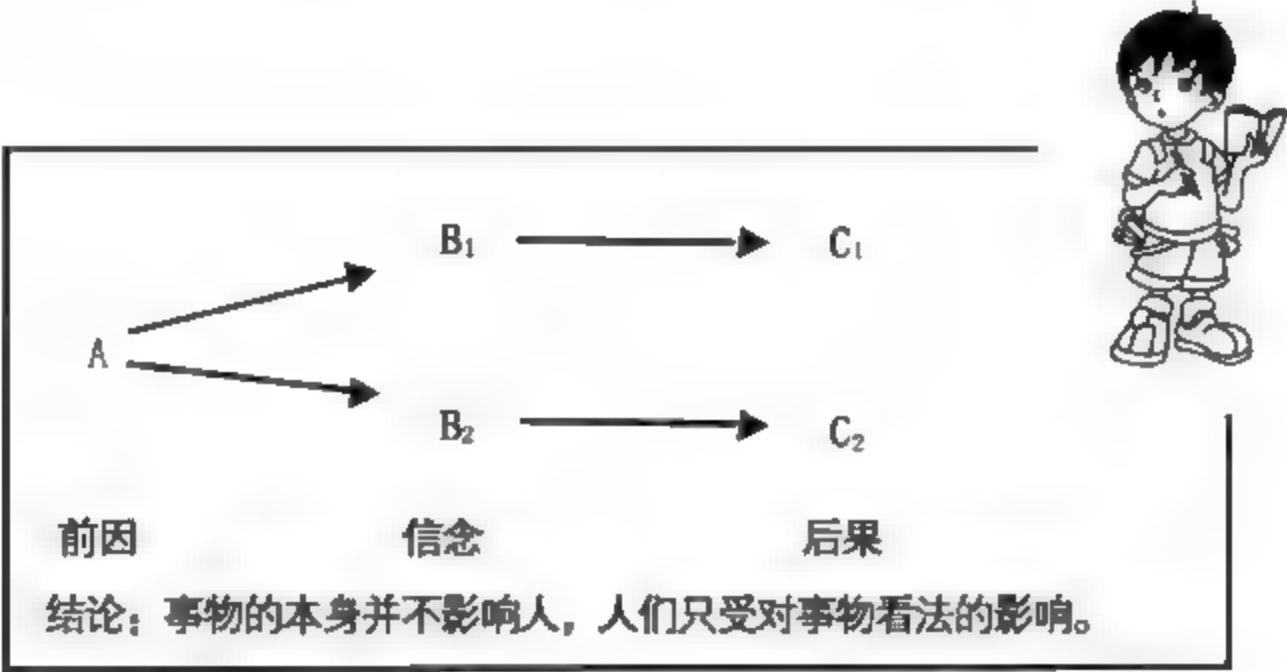 B₁ C₁
A
B₂ C₂
前因 信念 后果
结论：事物的本身并不影响人，人们只受对事物看法的影响。